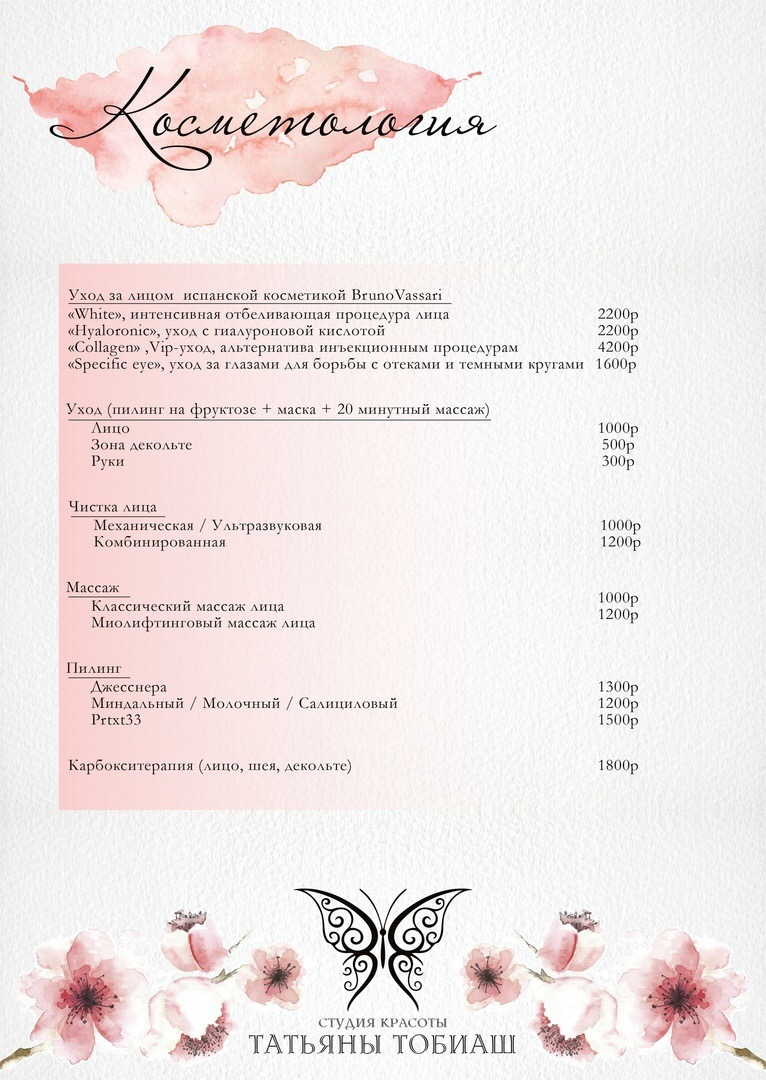 Косметология
Уход за лицом испанской косметикой BrunoVassari
«White», интенсивная отбеливающая процедура лица 2200р
«Hyaloronic», уход с гиалуроновой кислотой 2200р
«Collagen» ,Vip-уход, альтернатива инъекционным процедурам 4200р
«Specific eye», уход за глазами для борьбы с отеками и темными кругами 1600р
Уход (пилинг на фруктозе + маска + 20 минутный массаж)
Лицо 1000р
Зона декольте 500р
Руки 300р
Чистка лица
Механическая / Ультразвуковая 1000р
Комбинированная 1200р
Массаж
Классический массаж лица 1000р
Миолифтинговый массаж лица 1200р
Пилинг
Джесснера 1300р
Миндальный / Молочный / Салициловый 1200р
Prtxt33 1500р
Карбокситерапия (лицо, шея, декольте) 1800р
СТУДИЯ КРАСОТЫ
ТАТЬЯНЫ ТОБИАШ